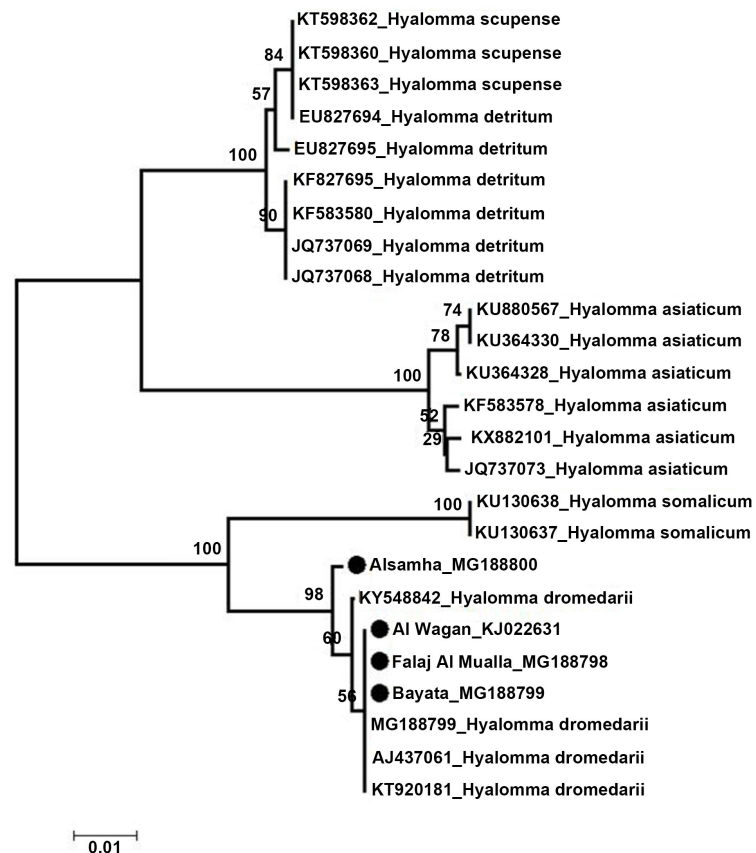 KT598362_Hyalomma scupense
84
KT598360_Hyalomma scupense
KT598363_Hyalomma scupense
57
EU827694_Hyalomma detritum
EU827695_Hyalomma detritum
100
KF827695_Hyalomma detritum
90
KF583580_Hyalomma detritum
JQ737069_Hyalomma detritum
JQ737068_Hyalomma detritum
74
KU880567_Hyalomma asiaticum
78
KU364330_Hyalomma asiaticum
100
KU364328_Hyalomma asiaticum
52
KF583578_Hyalomma asiaticum
29
KX882101_Hyalomma asiaticum
JQ737073_Hyalomma asiaticum
100
KU130638_Hyalomma somalicum
KU130637_Hyalomma somalicum
100
Alsamha_MG188800
98
KY548842_Hyalomma dromedarii
60
Al Wagan_KJ022631
Falaj Al Mualla_MG188798
56
Bayata_MG188799
MG188799_Hyalomma dromedarii
AJ437061_Hyalomma dromedarii
KT920181_Hyalomma dromedarii
0.01